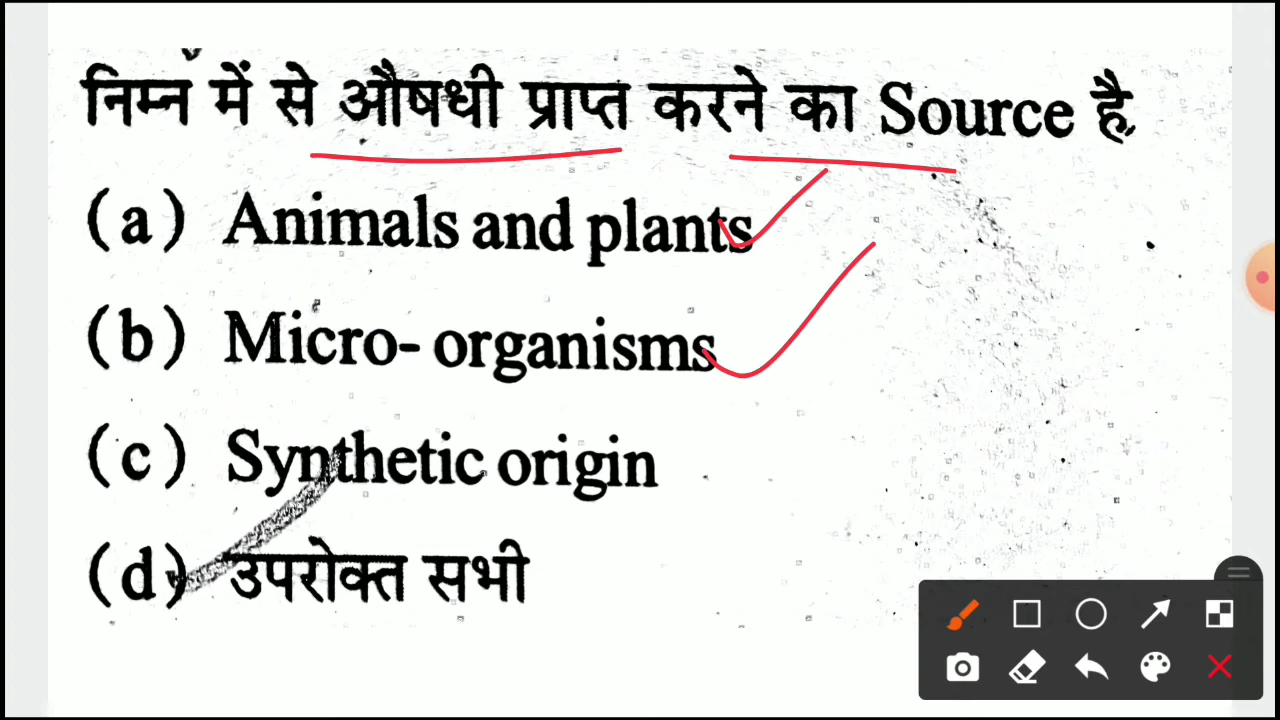 निम्न में से औषधी प्राप्त करने का Source है
(a) Animals and plants
(b) Micro- organisms
(c) Synthetic origin
(d) उपरोक्त सभी